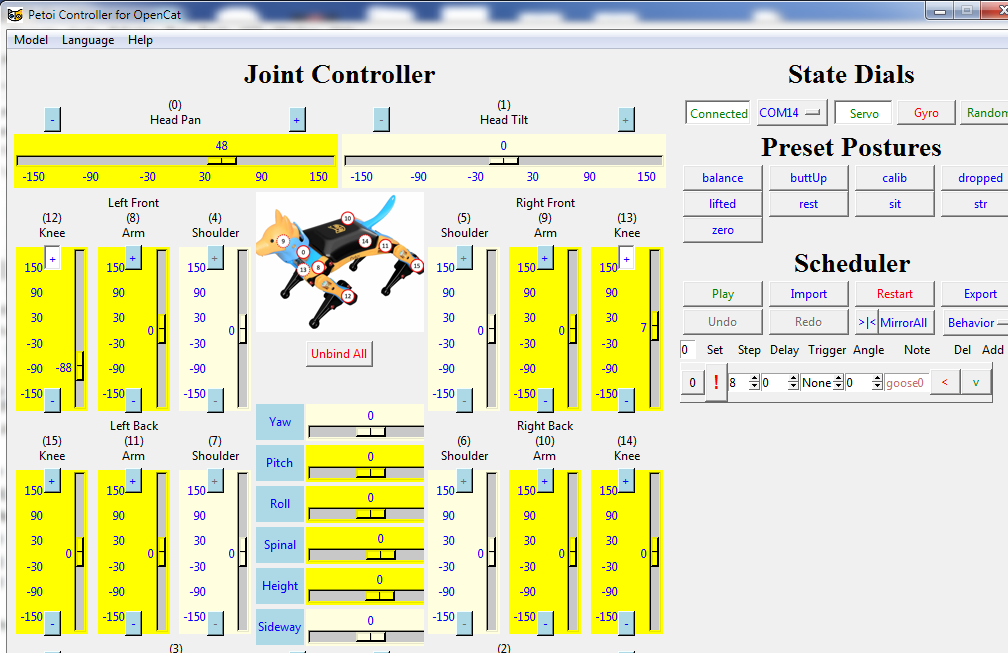 Petoi Controller for OpenCat
Model Language Help
Joint Controller
State Dials
(0)
Head Pan
- +
48
-150 -90 -30 30 90 150
(1)
Head Tilt
- +
0
-150 -90 -30 30 90 150
Connected COM14 Servo Gyro Random
Preset Postures
balance buttUp calib dropped
lifted rest sit str
zero
Scheduler
Play Import Restart Export
Undo Redo >|< MirrorAll Behavior
0 Set Step Delay Trigger Angle Note Del Add
0 ! 8 0 None 0 goose0 < v
Left Front
(12) (8) (4)
Knee Arm Shoulder
+ + +
150 150 150
90 90 90
30 30 30
0 0
-30 -30 -30
-88
-90 -90 -90
-150 -150 -150
- - -
10
9
14
0
11
13 8
15
12
Unbind All
Right Front
(5) (9) (13)
Shoulder Arm Knee
+ + +
150 150 150
90 90 90
30 30 30
0 0 7
-30 -30 -30
-90 -90 -90
-150 -150 -150
- - -
Left Back
(15) (11) (7)
Knee Arm Shoulder
+ + +
150 150 150
90 90 90
30 30 30
0 0 0
-30 -30 -30
-90 -90 -90
-150 -150 -150
- - -
Yaw 0
Pitch 0
Roll 0
Spinal 0
Height 0
Sideway 0
Right Back
(6) (10) (14)
Shoulder Arm Knee
+ + +
150 150 150
90 90 90
30 30 30
0 0 0
-30 -30 -30
-90 -90 -90
-150 -150 -150
- - -
(3) (2)